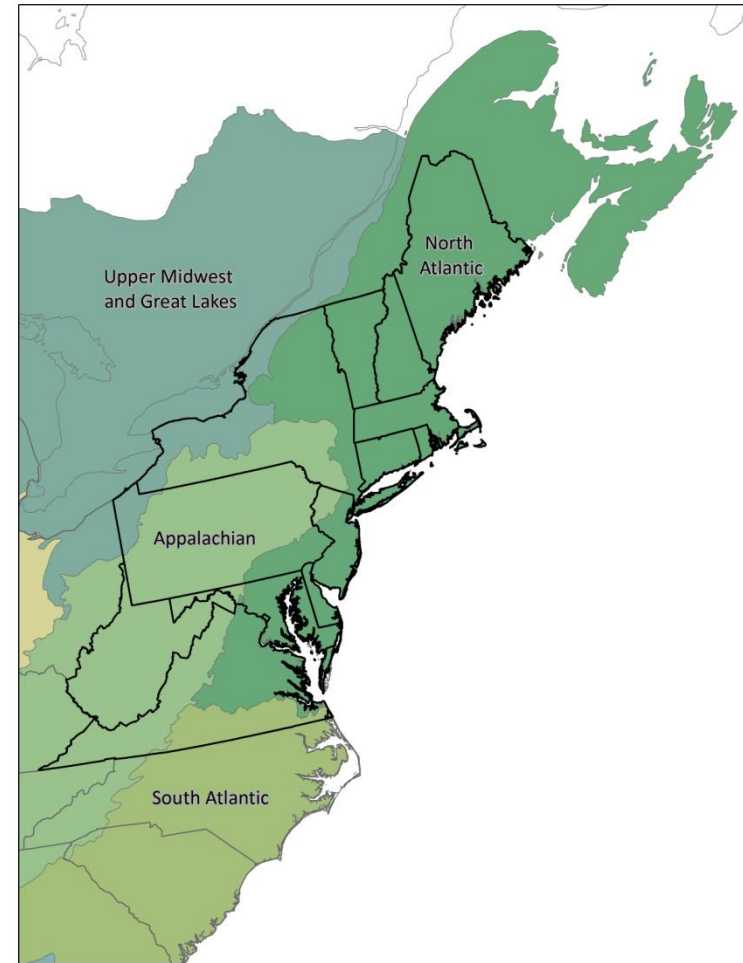 North
Atlantic
Upper Midwest
and Great Lakes
Appalachian
South Atlantic